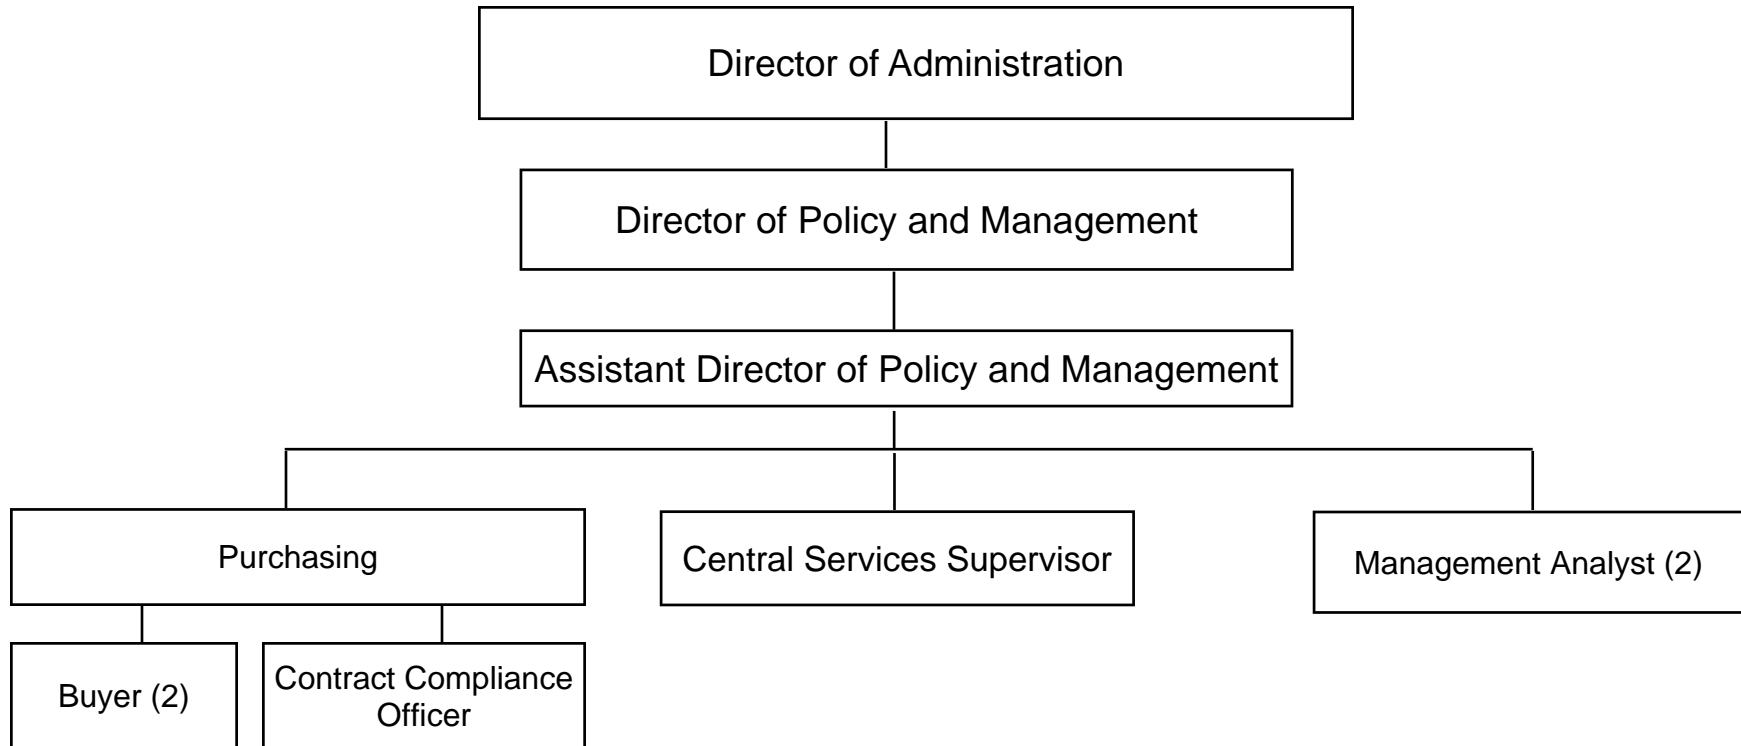 Director of Administration
Director of Policy and Management
Assistant Director of Policy and Management
Purchasing
Central Services Supervisor
Management Analyst (2)
Buyer (2)
Contract Compliance
Officer